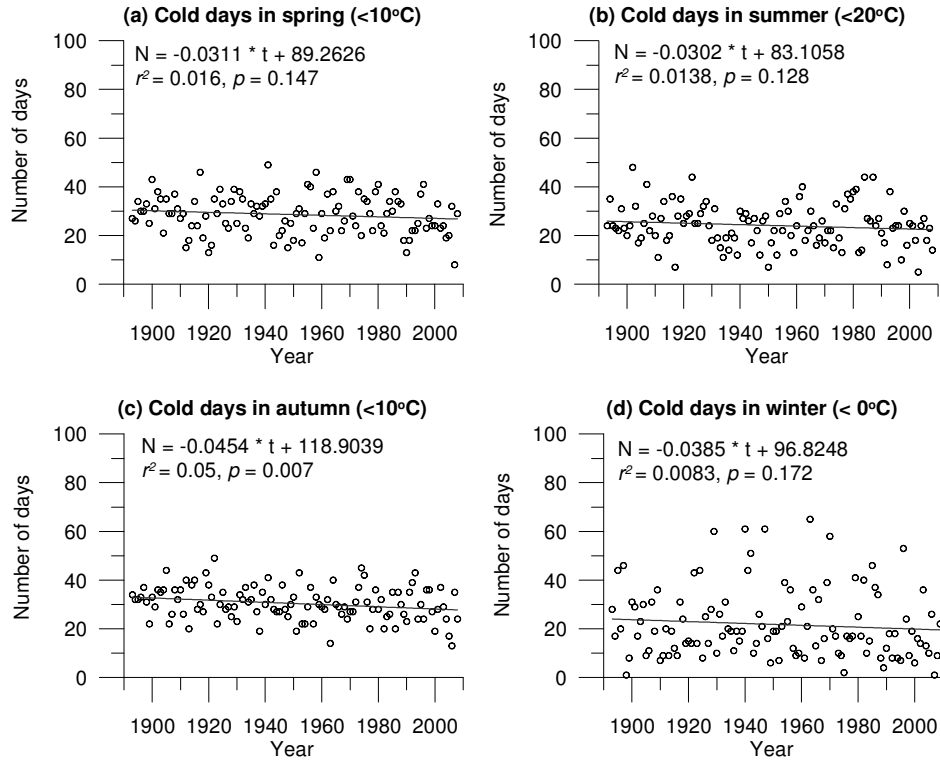 (a) Cold days in spring (<10ºC)
N = -0.0311 * t + 89.2626
r² = 0.016, p = 0.147
Number of days
100
80
60
40
20
0
1900 1920 1940 1960 1980 2000
Year
(b) Cold days in summer (<20ºC)
N = -0.0302 * t + 83.1058
r² = 0.0138, p = 0.128
Number of days
100
80
60
40
20
0
1900 1920 1940 1960 1980 2000
Year
(c) Cold days in autumn (<10ºC)
N = -0.0454 * t + 118.9039
r² = 0.05, p = 0.007
Number of days
100
80
60
40
20
0
1900 1920 1940 1960 1980 2000
Year
(d) Cold days in winter (< 0ºC)
N = -0.0385 * t + 96.8248
r² = 0.0083, p = 0.172
Number of days
100
80
60
40
20
0
1900 1920 1940 1960 1980 2000
Year